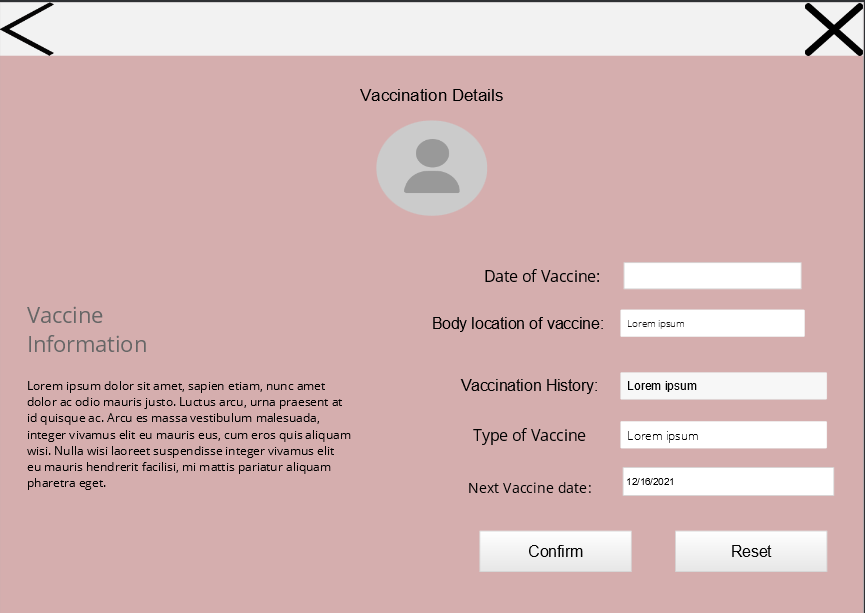 Vaccination Details
Date of Vaccine:
Vaccine
Information
Body location of vaccine:
Lorem ipsum
Lorem ipsum dolor sit amet, sapien etiam, nunc amet
dolor ac odio mauris justo. Luctus arcu, urna praesent at
id quisque ac. Arcu es massa vestibulum malesuada,
integer vivamus elit eu mauris eus, cum eros quis aliquam
wisi. Nulla wisi laoreet suspendisse integer vivamus elit
eu mauris hendrerit facilisi, mi mattis pariatur aliquam
pharetra eget.
Vaccination History:
Lorem ipsum
Type of Vaccine
Lorem ipsum
Next Vaccine date:
12/16/2021
Confirm
Reset